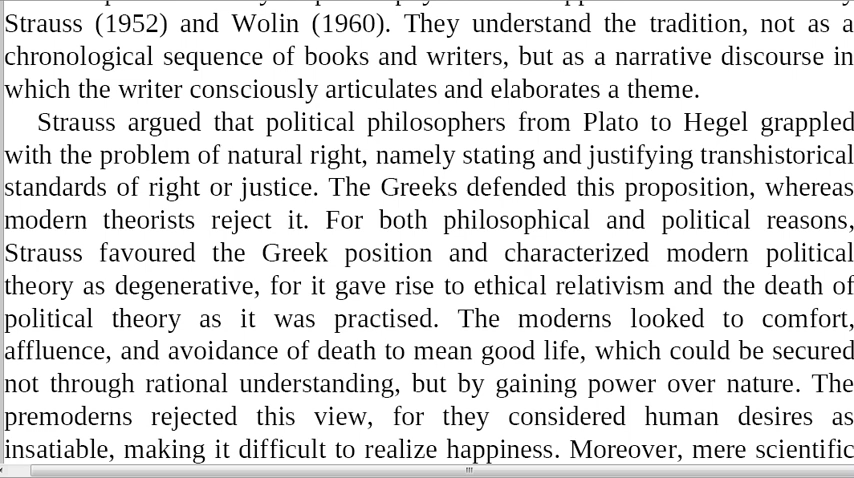 Strauss (1952) and Wolin (1960). They understand the tradition, not as a
chronological sequence of books and writers, but as a narrative discourse in
which the writer consciously articulates and elaborates a theme.
Strauss argued that political philosophers from Plato to Hegel grappled
with the problem of natural right, namely stating and justifying transhistorical
standards of right or justice. The Greeks defended this proposition, whereas
modern theorists reject it. For both philosophical and political reasons,
Strauss favoured the Greek position and characterized modern political
theory as degenerative, for it gave rise to ethical relativism and the death of
political theory as it was practised. The moderns looked to comfort,
affluence, and avoidance of death to mean good life, which could be secured
not through rational understanding, but by gaining power over nature. The
premoderns rejected this view, for they considered human desires as
insatiable, making it difficult to realize happiness. Moreover, mere scientific